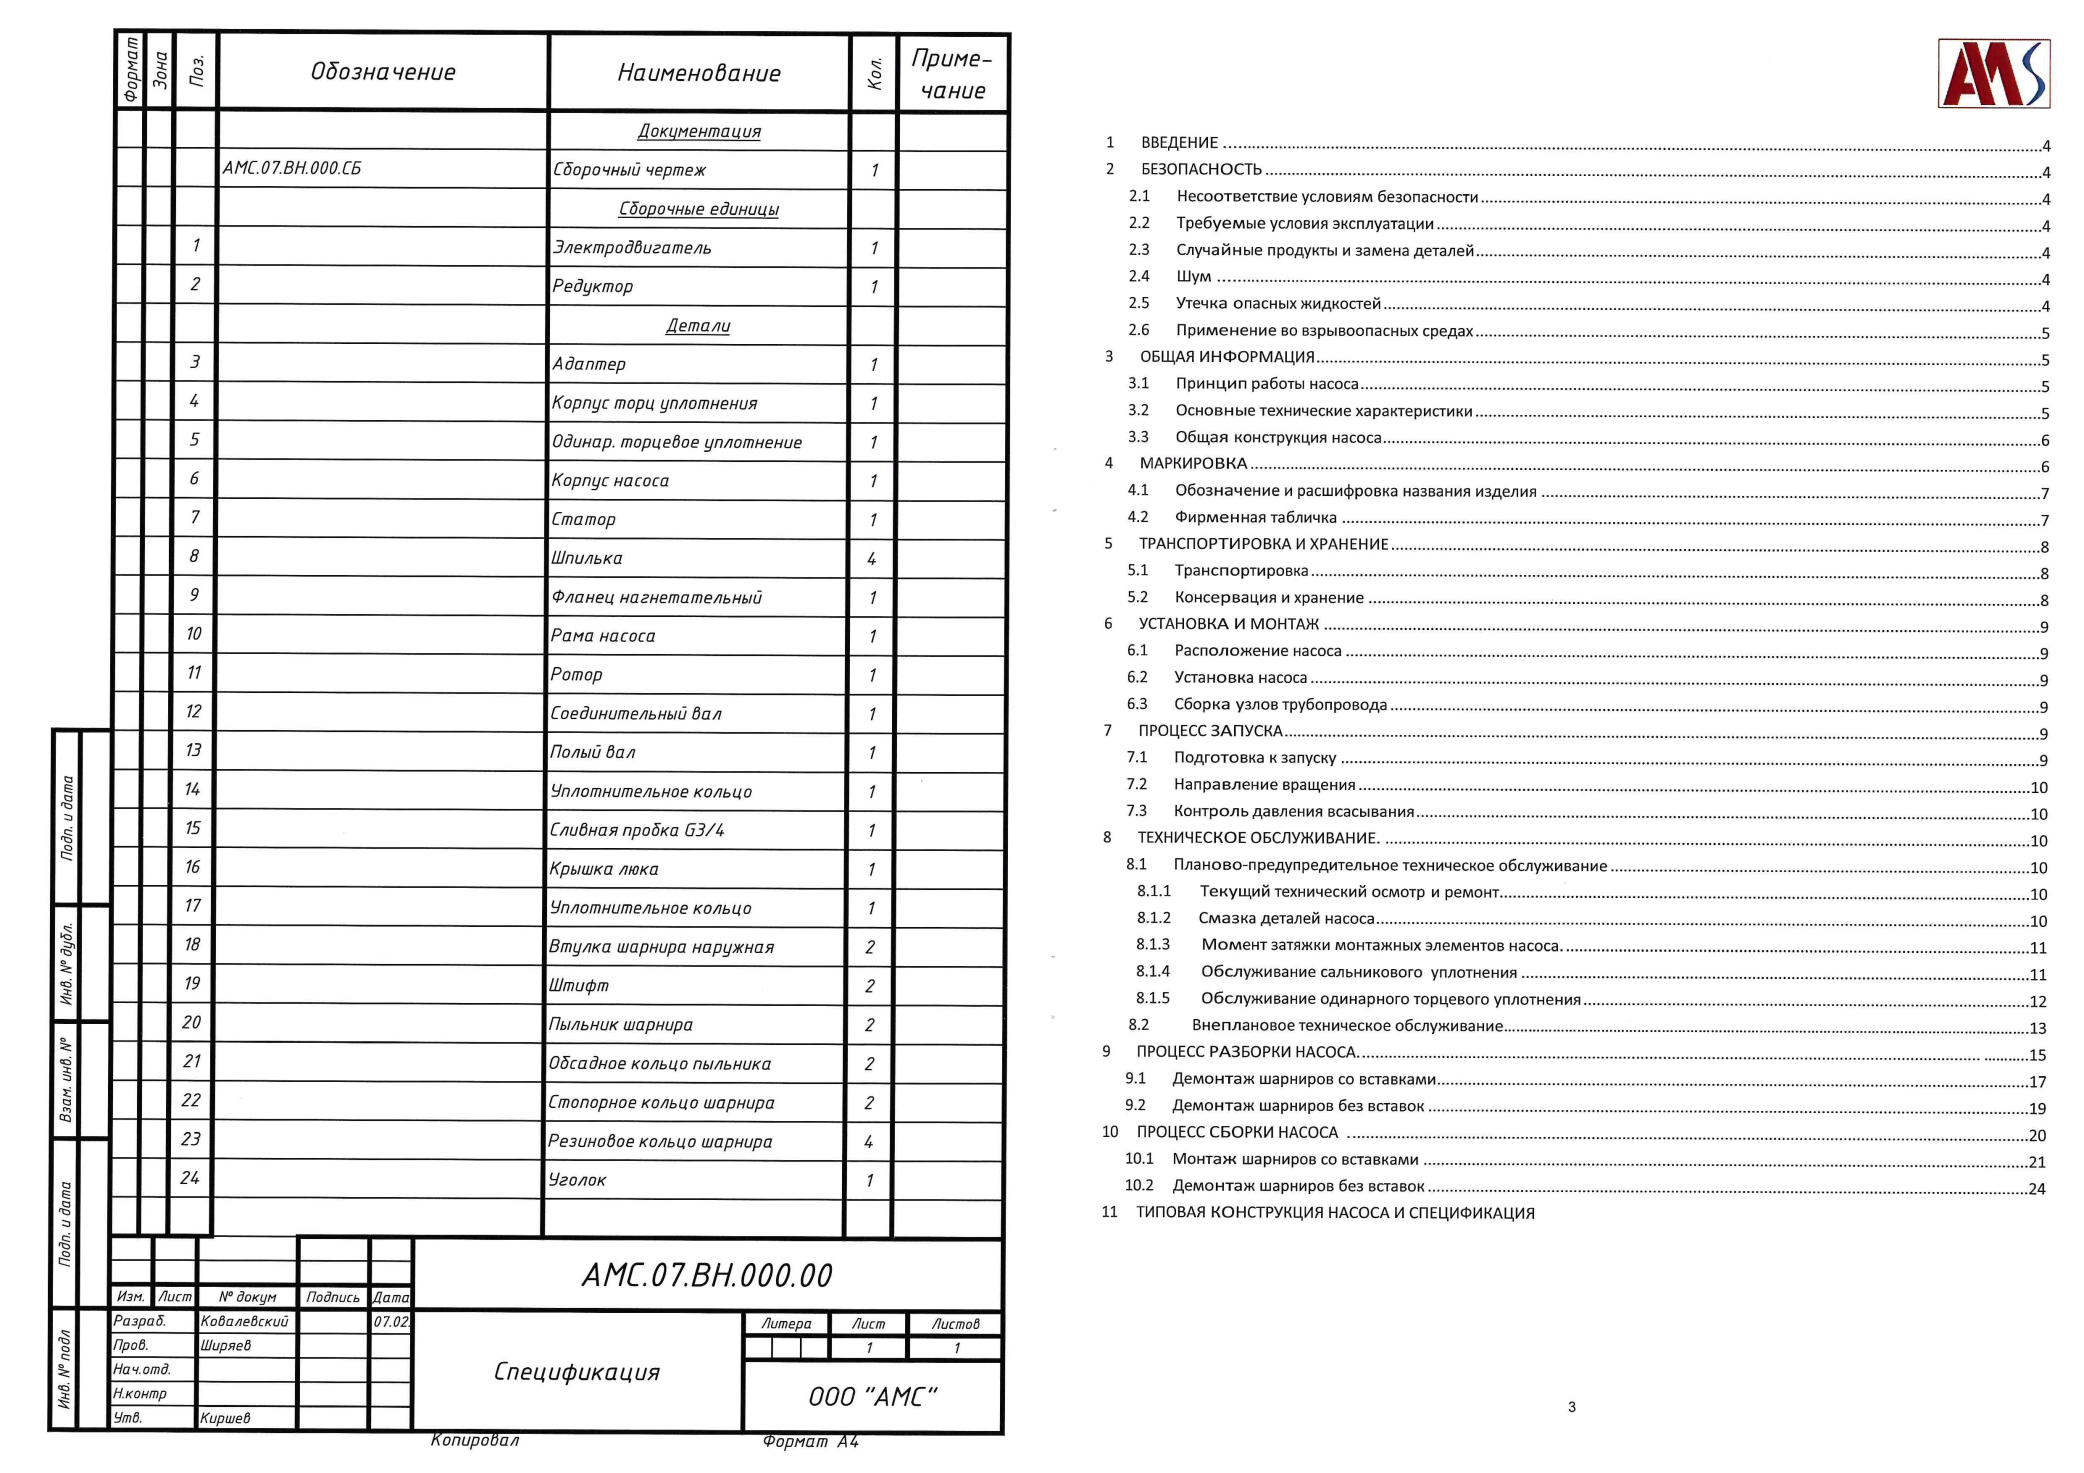 Формат Зона Поз. Обозначение Наименование Кол. Приме-
чание
Документация
АМС.07.ВН.000.СБ Сборочный чертеж 1
Сборочные единицы
1 Электродвигатель 1
2 Редуктор 1
Детали
3 Адаптер 1
4 Корпус торц уплотнения 1
5 Одинар. торцевое уплотнение 1
6 Корпус насоса 1
7 Статор 1
8 Шпилька 4
9 Фланец нагнетательный 1
10 Рама насоса 1
11 Ротор 1
12 Соединительный вал 1
13 Полый вал 1
14 Уплотнительное кольцо 1
15 Сливная пробка G3/4 1
16 Крышка люка 1
17 Уплотнительное кольцо 1
18 Втулка шарнира наружная 2
19 Штифт 2
20 Пыльник шарнира 2
21 Обсадное кольцо пыльника 2
22 Стопорное кольцо шарнира 2
23 Резиновое кольцо шарнира 4
24 Уголок 1
Подп. и дата
Инв. № дубл.
Взам. инв. №
Подп. и дата
Инв. № подл
АМС.07.ВН.000.00
Изм. Лист № докум Подпись Дата
Разраб. Ковалевский 07.02.
Пров. Ширяев
Нач.отд.
Н.контр
Утв. Киршев
Спецификация
Литера Лист Листов
1 1
ООО "АМС"
Копировал Формат А4
AMS
1 ВВЕДЕНИЕ ........ 4
2 БЕЗОПАСНОСТЬ ........ 4
2.1 Несоответствие условиям безопасности ........ 4
2.2 Требуемые условия эксплуатации ........ 4
2.3 Случайные продукты и замена деталей ........ 4
2.4 Шум ........ 4
2.5 Утечка опасных жидкостей ........ 4
2.6 Применение во взрывоопасных средах ........ 5
3 ОБЩАЯ ИНФОРМАЦИЯ ........ 5
3.1 Принцип работы насоса ........ 5
3.2 Основные технические характеристики ........ 5
3.3 Общая конструкция насоса ........ 6
4 МАРКИРОВКА ........ 6
4.1 Обозначение и расшифровка названия изделия ........ 7
4.2 Фирменная табличка ........ 7
5 ТРАНСПОРТИРОВКА И ХРАНЕНИЕ ........ 8
5.1 Транспортировка ........ 8
5.2 Консервация и хранение ........ 8
6 УСТАНОВКА И МОНТАЖ ........ 9
6.1 Расположение насоса ........ 9
6.2 Установка насоса ........ 9
6.3 Сборка узлов трубопровода ........ 9
7 ПРОЦЕСС ЗАПУСКА ........ 9
7.1 Подготовка к запуску ........ 9
7.2 Направление вращения ........ 10
7.3 Контроль давления всасывания ........ 10
8 ТЕХНИЧЕСКОЕ ОБСЛУЖИВАНИЕ. ........ 10
8.1 Планово-предупредительное техническое обслуживание ........ 10
8.1.1 Текущий технический осмотр и ремонт ........ 10
8.1.2 Смазка деталей насоса ........ 10
8.1.3 Момент затяжки монтажных элементов насоса. ........ 11
8.1.4 Обслуживание сальникового уплотнения ........ 11
8.1.5 Обслуживание одинарного торцевого уплотнения ........ 12
8.2 Внеплановое техническое обслуживание ........ 13
9 ПРОЦЕСС РАЗБОРКИ НАСОСА. ........ 15
9.1 Демонтаж шарниров со вставками ........ 17
9.2 Демонтаж шарниров без вставок ........ 19
10 ПРОЦЕСС СБОРКИ НАСОСА ........ 20
10.1 Монтаж шарниров со вставками ........ 21
10.2 Демонтаж шарниров без вставок ........ 24
11 ТИПОВАЯ КОНСТРУКЦИЯ НАСОСА И СПЕЦИФИКАЦИЯ
3